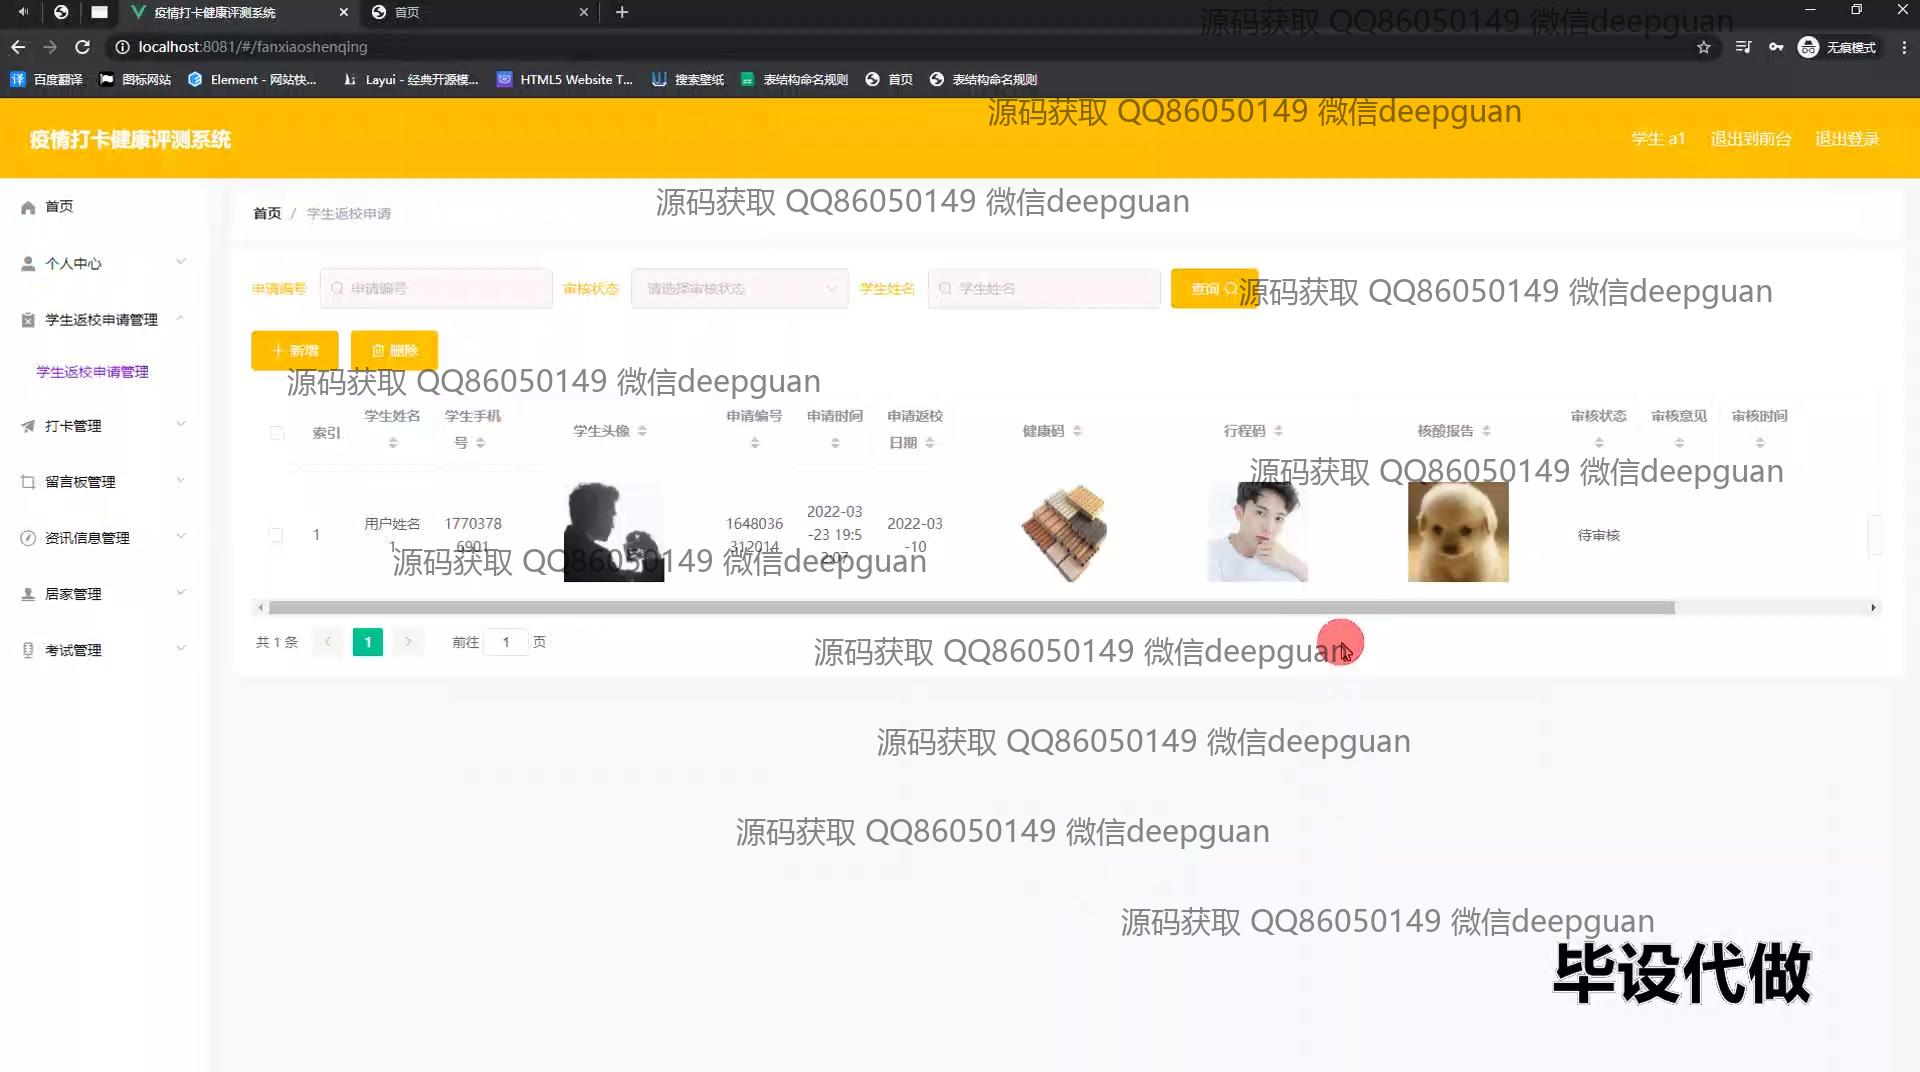 疫情打卡健康评测系统
首页
localhost:8081/#/fanxiaoshenqing
无痕模式
百度翻译
图标网站
Element - 网站快...
Layui - 经典开源模...
HTML5 Website T...
搜索壁纸
表结构命名规则
首页
表结构命名规则
源码获取 QQ86050149 微信deepguan
源码获取 QQ86050149 微信deepguan
疫情打卡健康评测系统
学生 a1
退出到前台
退出登录
源码获取 QQ86050149 微信deepguan
首页
个人中心
学生返校申请管理
学生返校申请管理
打卡管理
留言板管理
资讯信息管理
居家管理
考试管理
首页 / 学生返校申请
申请编号
申请编号
审核状态
请选择审核状态
学生姓名
学生姓名
查询
源码获取 QQ86050149 微信deepguan
新增
删除
源码获取 QQ86050149 微信deepguan
索引
学生姓名
学生手机
号
学生头像
申请编号
申请时间
申请返校
日期
健康码
行程码
核酸报告
审核状态
审核意见
审核时间
源码获取 QQ86050149 微信deepguan
1
用户姓名
1
1770378
6901
1648036
312014
2022-03
-23 19:5
2:07
2022-03
-10
待审核
源码获取 QQ86050149 微信deepguan
共 1 条
1
前往 1 页
源码获取 QQ86050149 微信deepguan
源码获取 QQ86050149 微信deepguan
源码获取 QQ86050149 微信deepguan
源码获取 QQ86050149 微信deepguan
毕设代做